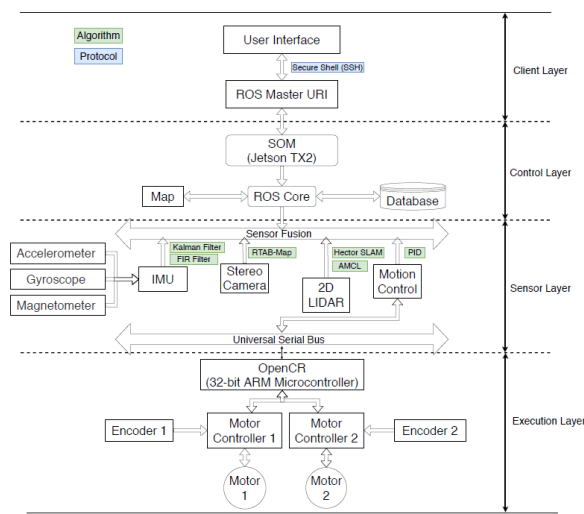 Algorithm
Protocol
User Interface
Secure Shell (SSH)
ROS Master URI
Client Layer
SOM
(Jetson TX2)
Map
ROS Core
Database
Control Layer
Sensor Fusion
Accelerometer
Gyroscope
Magnetometer
Kalman Filter
FIR Filter
IMU
RTAB-Map
Stereo
Camera
Hector SLAM
AMCL
2D
LIDAR
PID
Motion
Control
Sensor Layer
Universal Serial Bus
OpenCR
(32-bit ARM Microcontroller)
Encoder 1
Motor
Controller 1
Motor
Controller 2
Encoder 2
Execution Layer
Motor
1
Motor
2